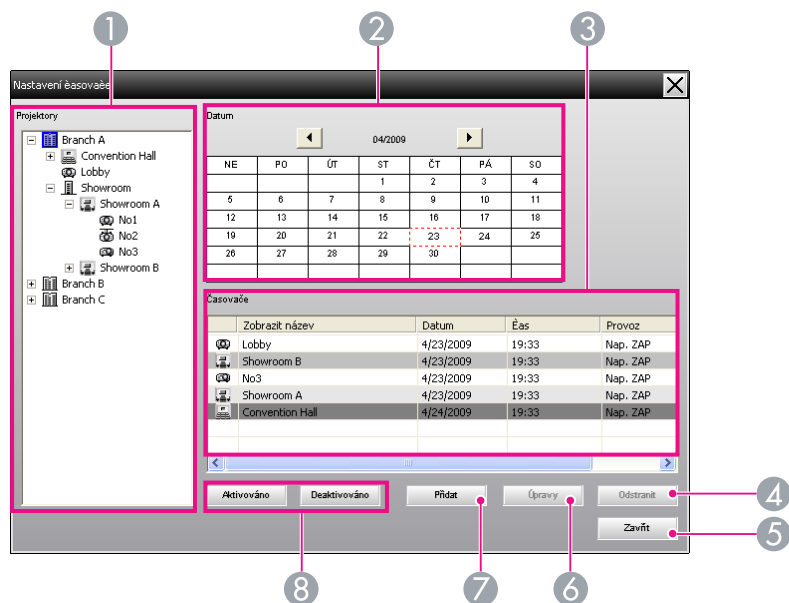 1 2 3
Nastavení èasovaèe
Projektory
Branch A
Convention Hall
Lobby
Showroom
Showroom A
No1
No2
No3
Showroom B
Branch B
Branch C
Datum
04/2009
NE PO ÚT ST ČT PÁ SO
1 2 3 4
5 6 7 8 9 10 11
12 13 14 15 16 17 18
19 20 21 22 23 24 25
26 27 28 29 30
Časovače
Zobrazit název Datum Èas Provoz
Lobby 4/23/2009 19:33 Nap. ZAP
Showroom B 4/23/2009 19:33 Nap. ZAP
No3 4/23/2009 19:33 Nap. ZAP
Showroom A 4/23/2009 19:33 Nap. ZAP
Convention Hall 4/24/2009 19:33 Nap. ZAP
Aktivováno Deaktivováno Přidat Úpravy Odstranit 4
Zavřít 5
8 7 6